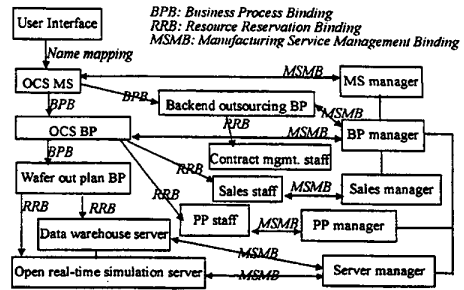 User Interface
BPB: Business Process Binding
RRB: Resource Reservation Binding
MSMB: Manufacturing Service Management Binding
Name mapping
OCS MS
MSMB
MS manager
BPB
BPB
Backend outsourcing BP
MSMB
RRB
OCS BP
MSMB
BP manager
BPB
Contract mgmt. staff
Wafer out plan BP
RRB
Sales staff
MSMB
Sales manager
RRB
RRB
RRB
PP staff
MSMB
PP manager
Data warehouse server
MSMB
Open real-time simulation server
MSMB
Server manager